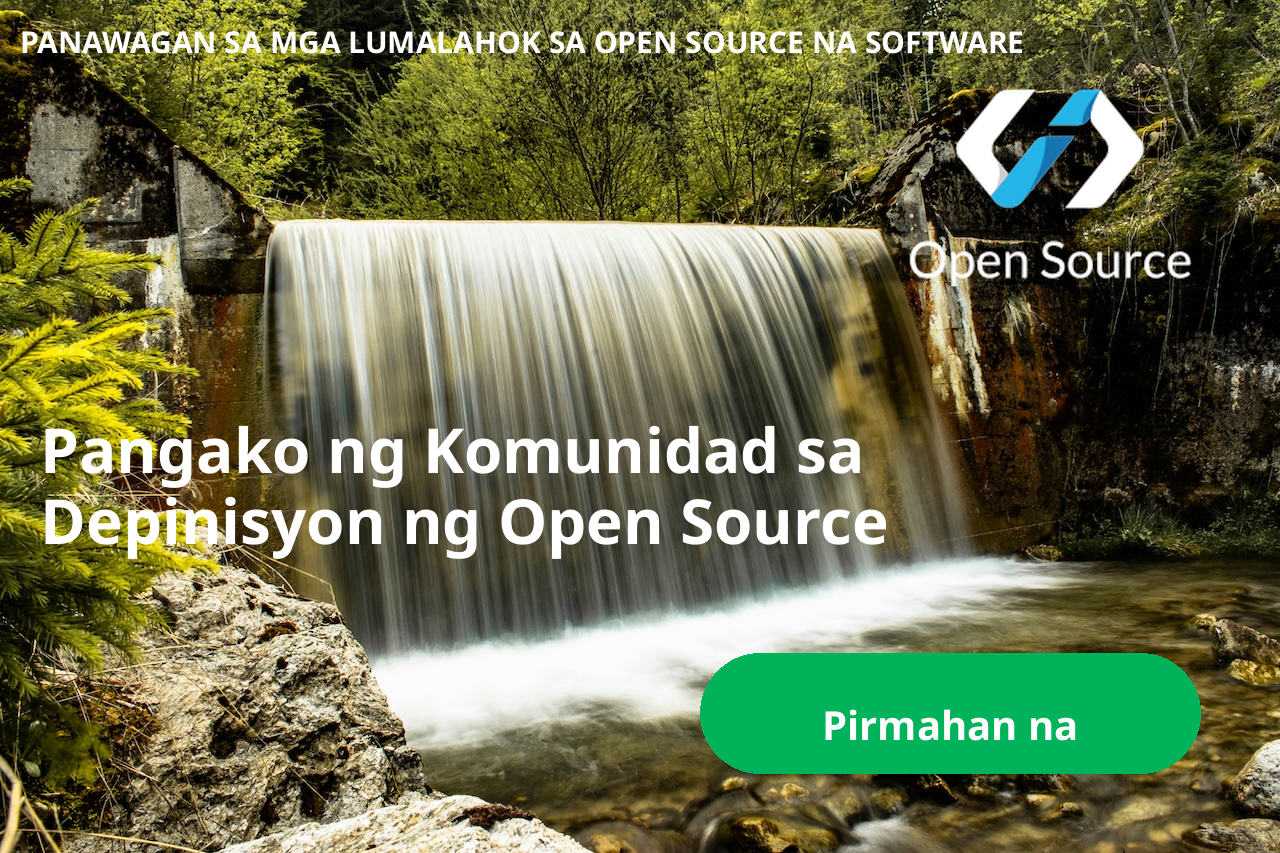 PANAWAGAN SA MGA LUMALAHOK SA OPEN SOURCE NA SOFTWARE
Open Source
Pangako ng Komunidad sa
Depinisyon ng Open Source
Pirmahan na